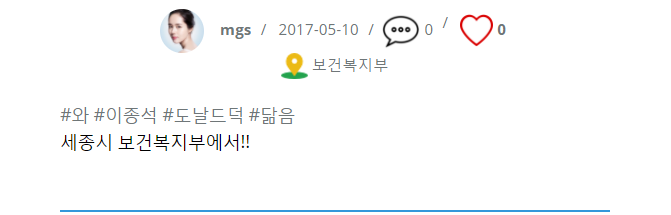 mgs / 2017-05-10 / 0 / 0
보건복지부
#와 #이종석 #도날드덕 #닮음
세종시 보건복지부에서!!